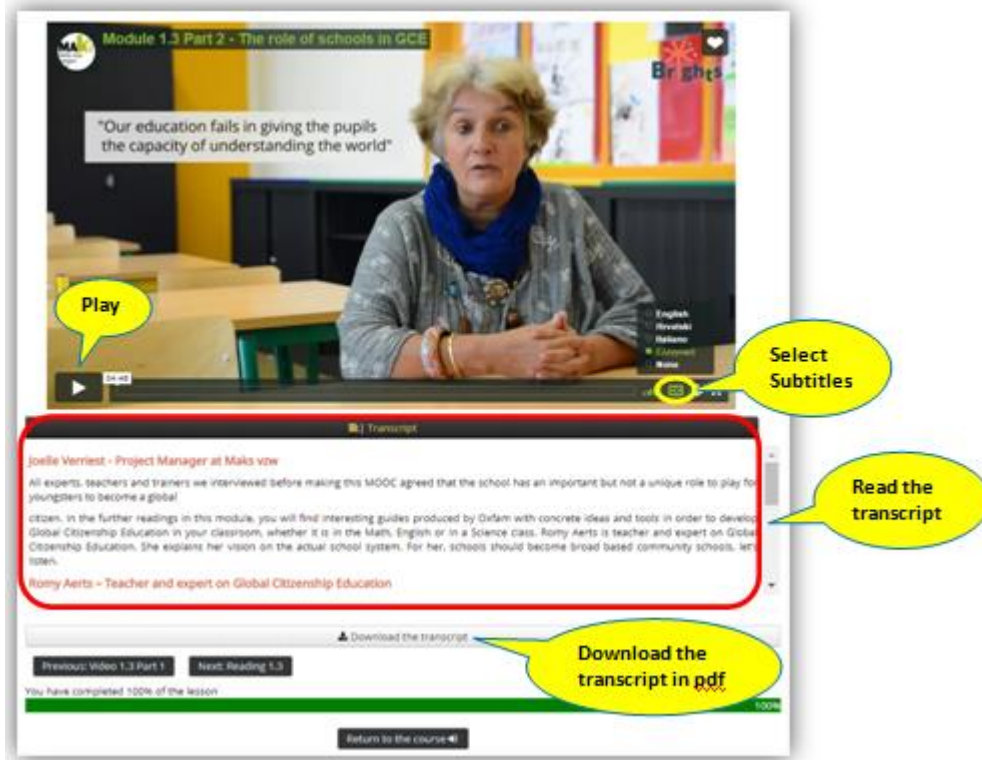 MAks
Module 1.3 Part 2 - The role of schools in GCE
Brights
"Our education fails in giving the pupils
the capacity of understanding the world"
English
Hrvatski
Italiano
Ελληνικά
None
Play
04:48
CC
Select
Subtitles
Transcript
Joelle Verriest - Project Manager at Maks vzw
All experts, teachers and trainers we interviewed before making this MOOC agreed that the school has an important but not a unique role to play for
youngsters to become a global
citizen. In the further readings in this module, you will find interesting guides produced by Oxfam with concrete ideas and tools in order to develop
Global Citizenship Education in your classroom, whether it is in the Math, English or in a Science class. Romy Aerts is teacher and expert on Global
Citizenship Education. She explains her vision on the actual school system. For her, schools should become broad based community schools, let's
listen.
Romy Aerts – Teacher and expert on Global Citizenship Education
Read the
transcript
Download the transcript
Download the
transcript in pdf
Previous: Video 1.3 Part 1
Next: Reading 1.3
You have completed 100% of the lesson
100%
Return to the course